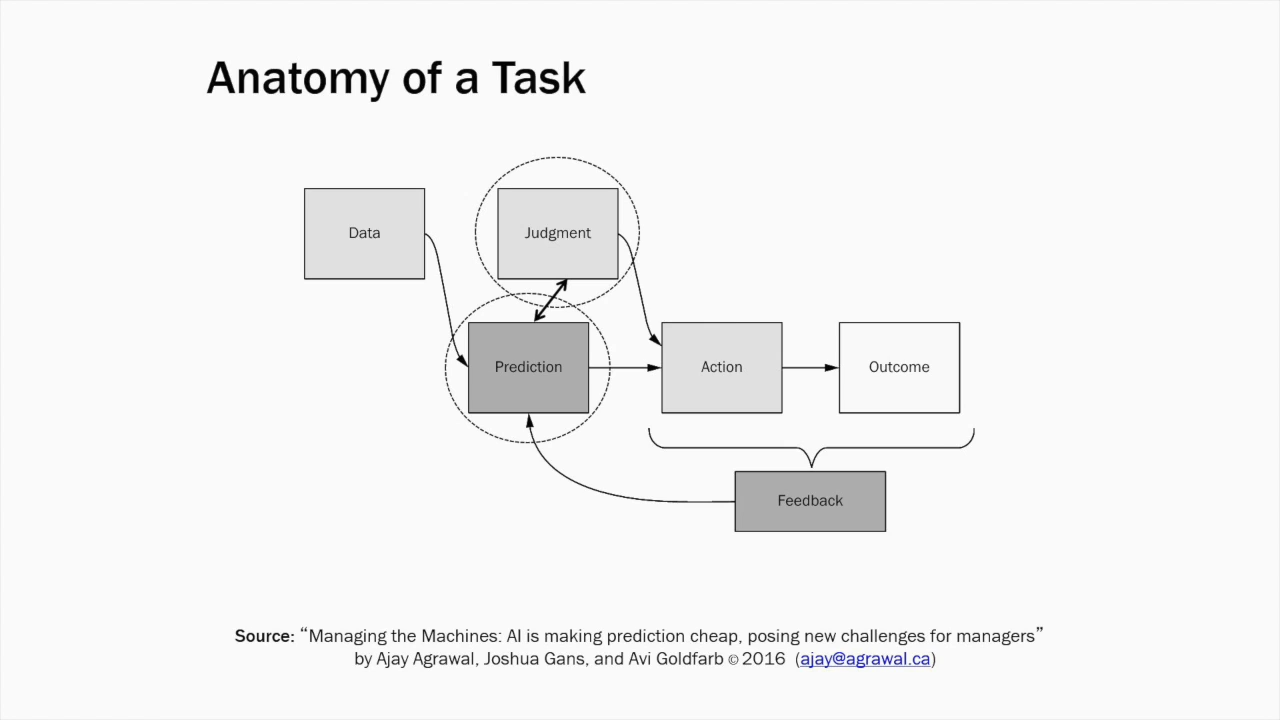 Anatomy of a Task
Data
Judgment
Prediction
Action
Outcome
Feedback
Source: “Managing the Machines: AI is making prediction cheap, posing new challenges for managers”
by Ajay Agrawal, Joshua Gans, and Avi Goldfarb © 2016 (ajay@agrawal.ca)